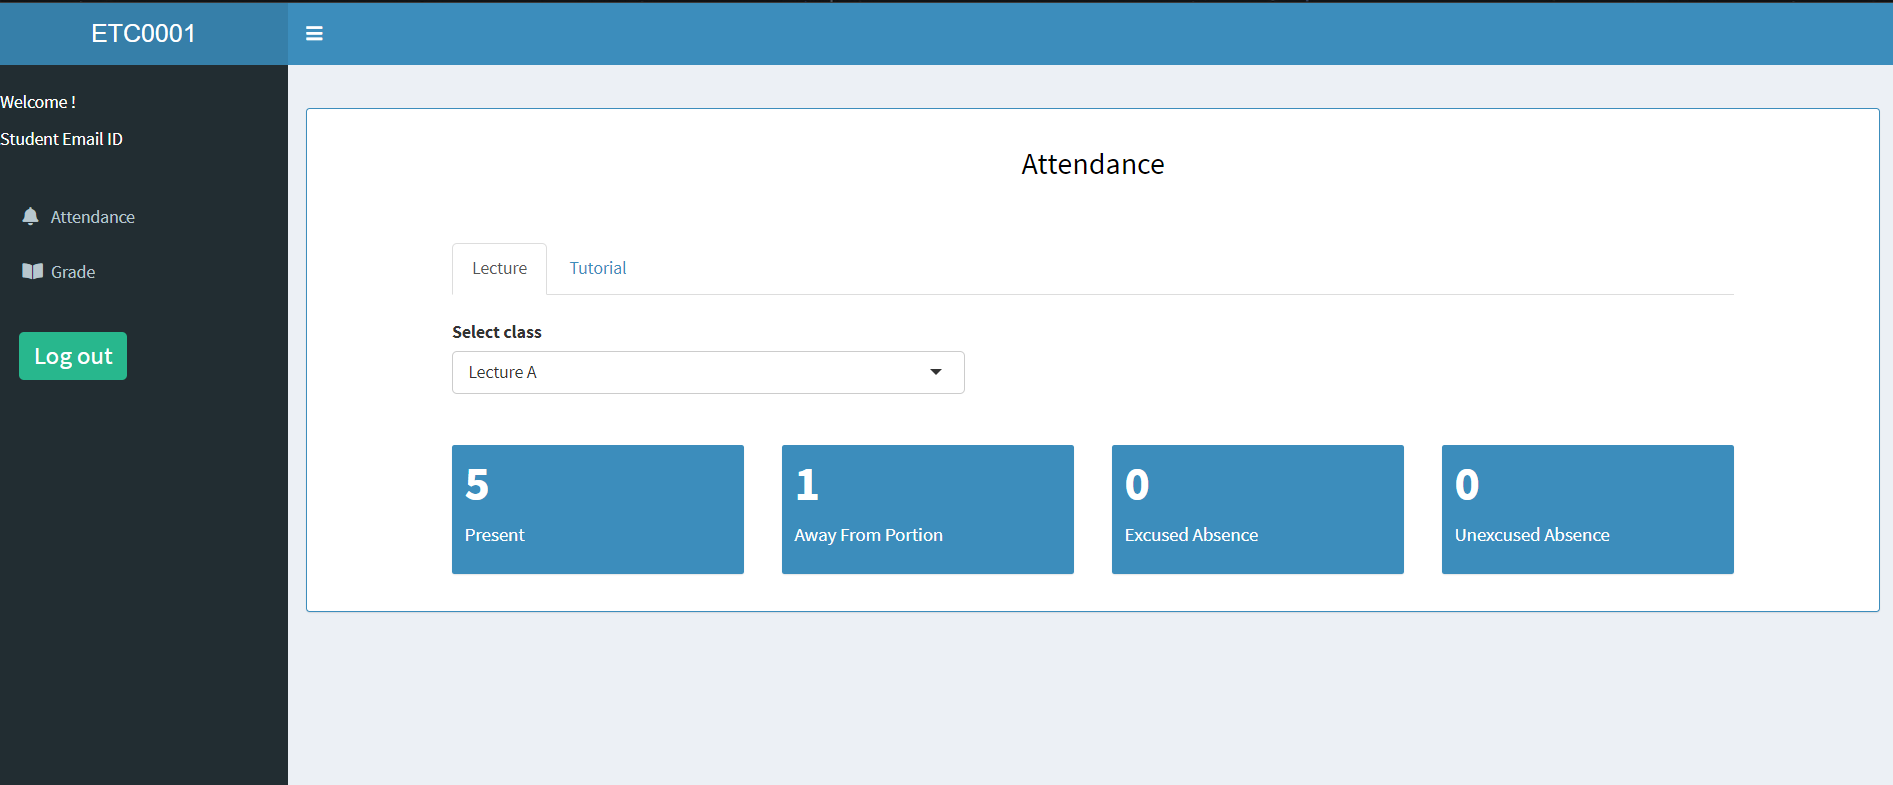 ETC0001
Welcome !
Student Email ID
Attendance
Grade
Log out
Attendance
Lecture Tutorial
Select class
Lecture A
5 1 0 0
Present Away From Portion Excused Absence Unexcused Absence